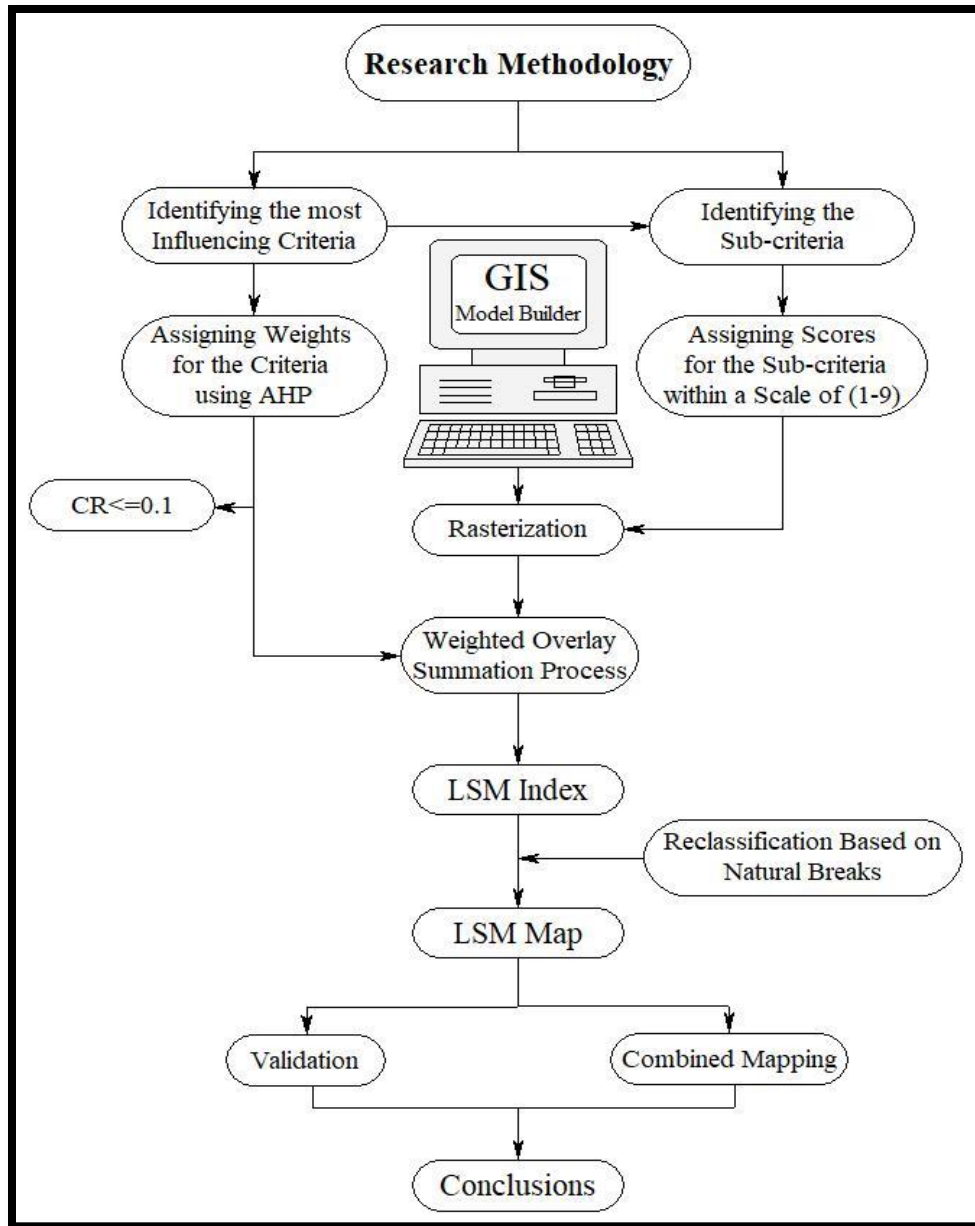 Research Methodology
Identifying the most
Influencing Criteria
Identifying the
Sub-criteria
GIS
Model Builder
Assigning Weights
for the Criteria
using AHP
Assigning Scores
for the Sub-criteria
within a Scale of (1-9)
CR<=0.1
Rasterization
Weighted Overlay
Summation Process
LSM Index
Reclassification Based on
Natural Breaks
LSM Map
Validation
Combined Mapping
Conclusions